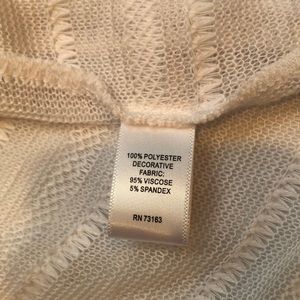 100% POLYESTER
DECORATIVE
FABRIC:
95% VISCOSE
5% SPANDEX
RN 73163